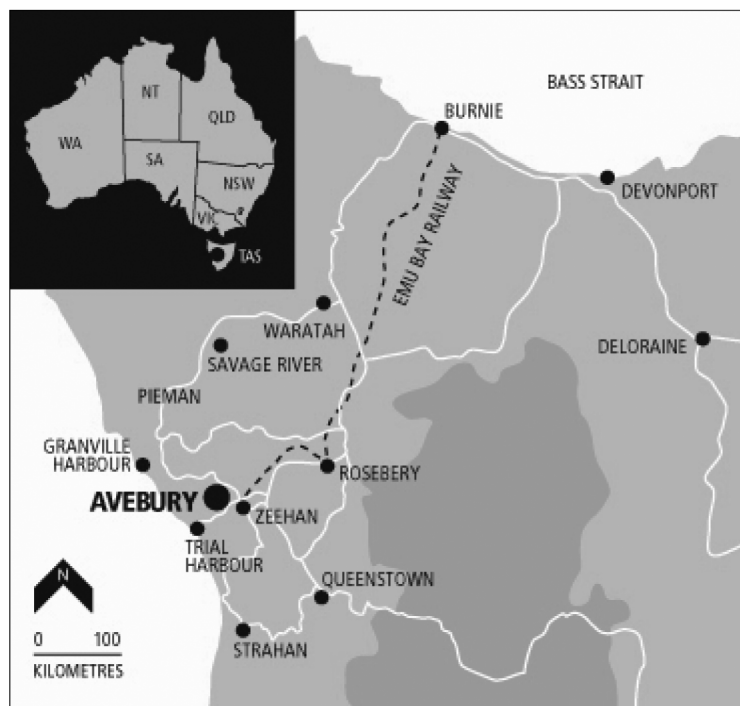 NT
QLD
WA
SA
NSW
VIC
TAS
BASS STRAIT
BURNIE
DEVONPORT
EMU BAY RAILWAY
WARATAH
SAVAGE RIVER
DELORAINE
PIEMAN
GRANVILLE
HARBOUR
ROSEBERY
AVEBURY
ZEEHAN
TRIAL
HARBOUR
QUEENSTOWN
STRAHAN
N
0 100
KILOMETRES